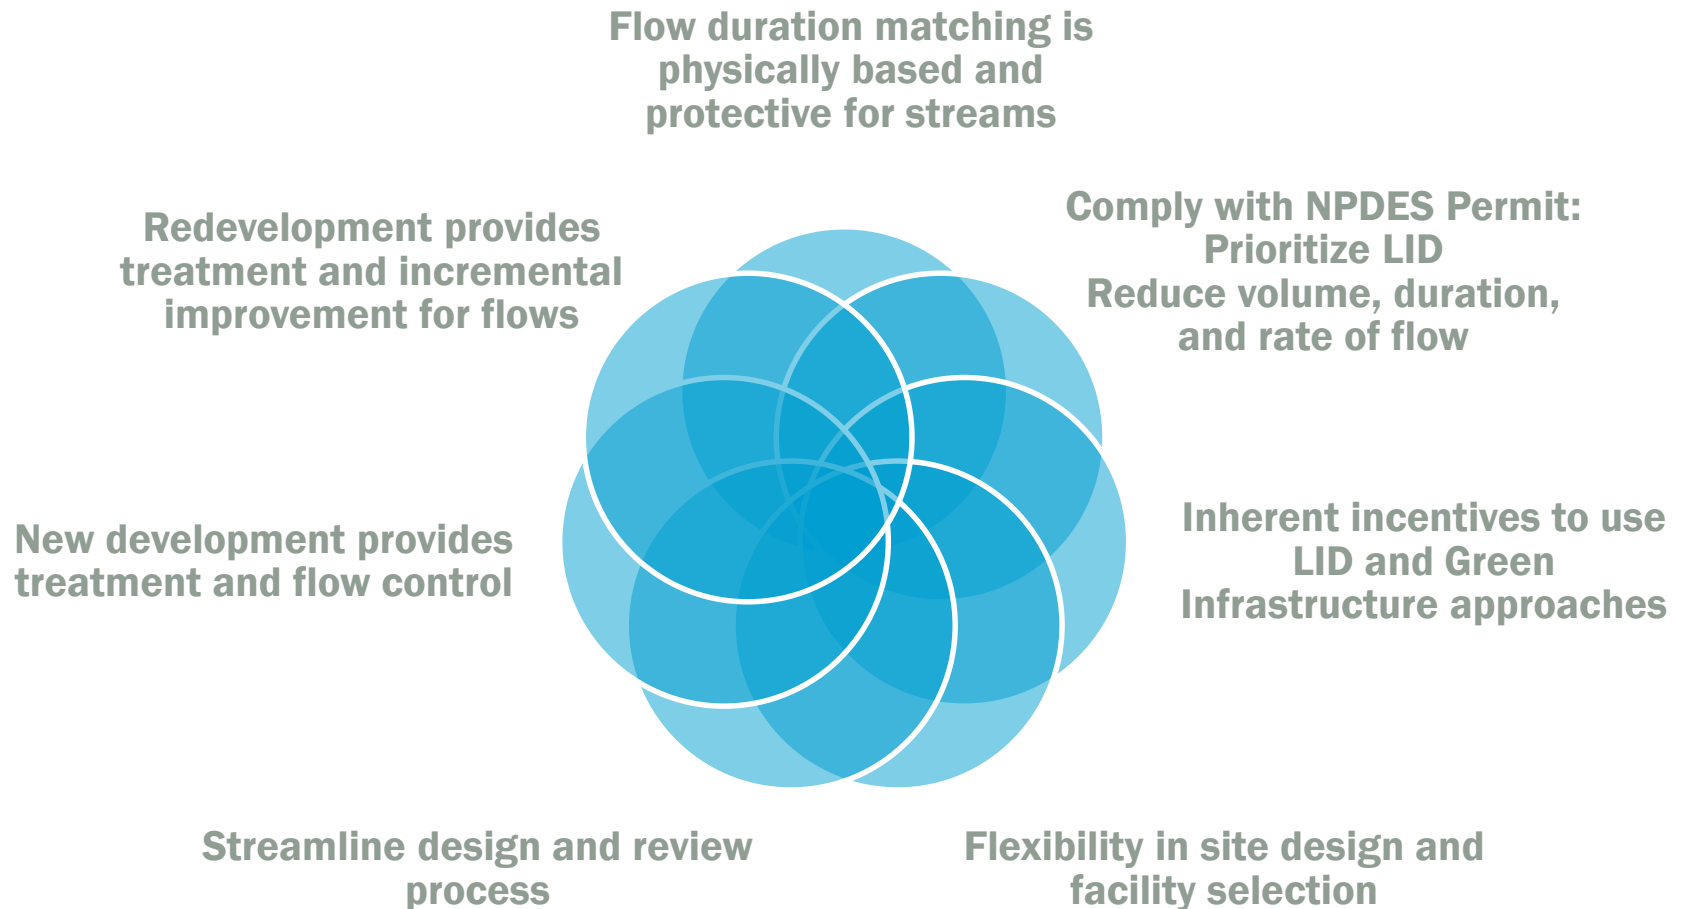 Flow duration matching is
physically based and
protective for streams
Comply with NPDES Permit:
Prioritize LID
Reduce volume, duration,
and rate of flow
Inherent incentives to use
LID and Green
Infrastructure approaches
Flexibility in site design and
facility selection
Streamline design and review
process
New development provides
treatment and flow control
Redevelopment provides
treatment and incremental
improvement for flows